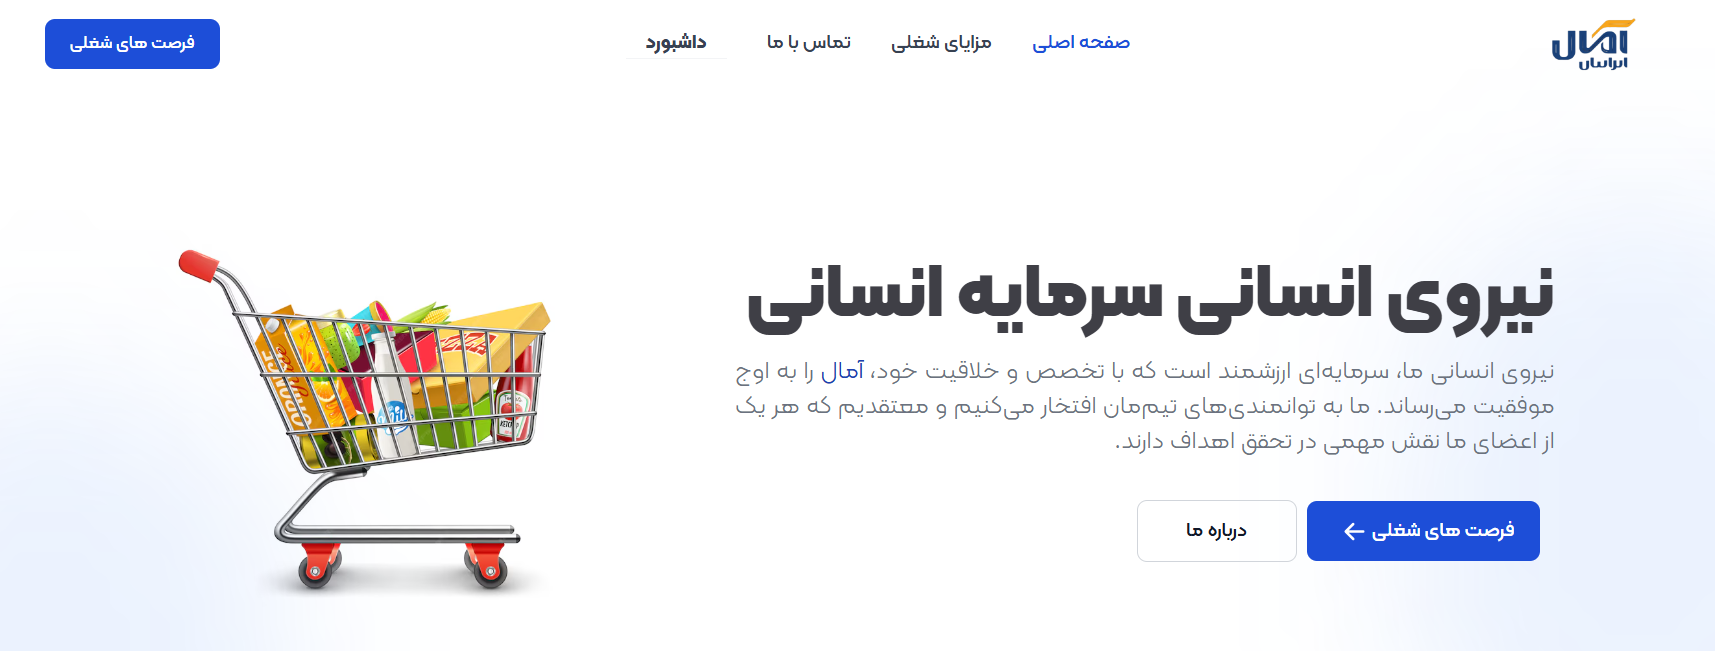 آمال
ایرانیان
صفحه اصلی
مزایای شغلی
تماس با ما
داشبورد
فرصت های شغلی
نیروی انسانی سرمایه انسانی
نیروی انسانی ما، سرمایه‌ای ارزشمند است که با تخصص و خلاقیت خود، آمال را به اوج
موفقیت می‌رساند. ما به توانمندی‌های تیم‌مان افتخار می‌کنیم و معتقدیم که هر یک
از اعضای ما نقش مهمی در تحقق اهداف دارند.
فرصت های شغلی ←
درباره ما